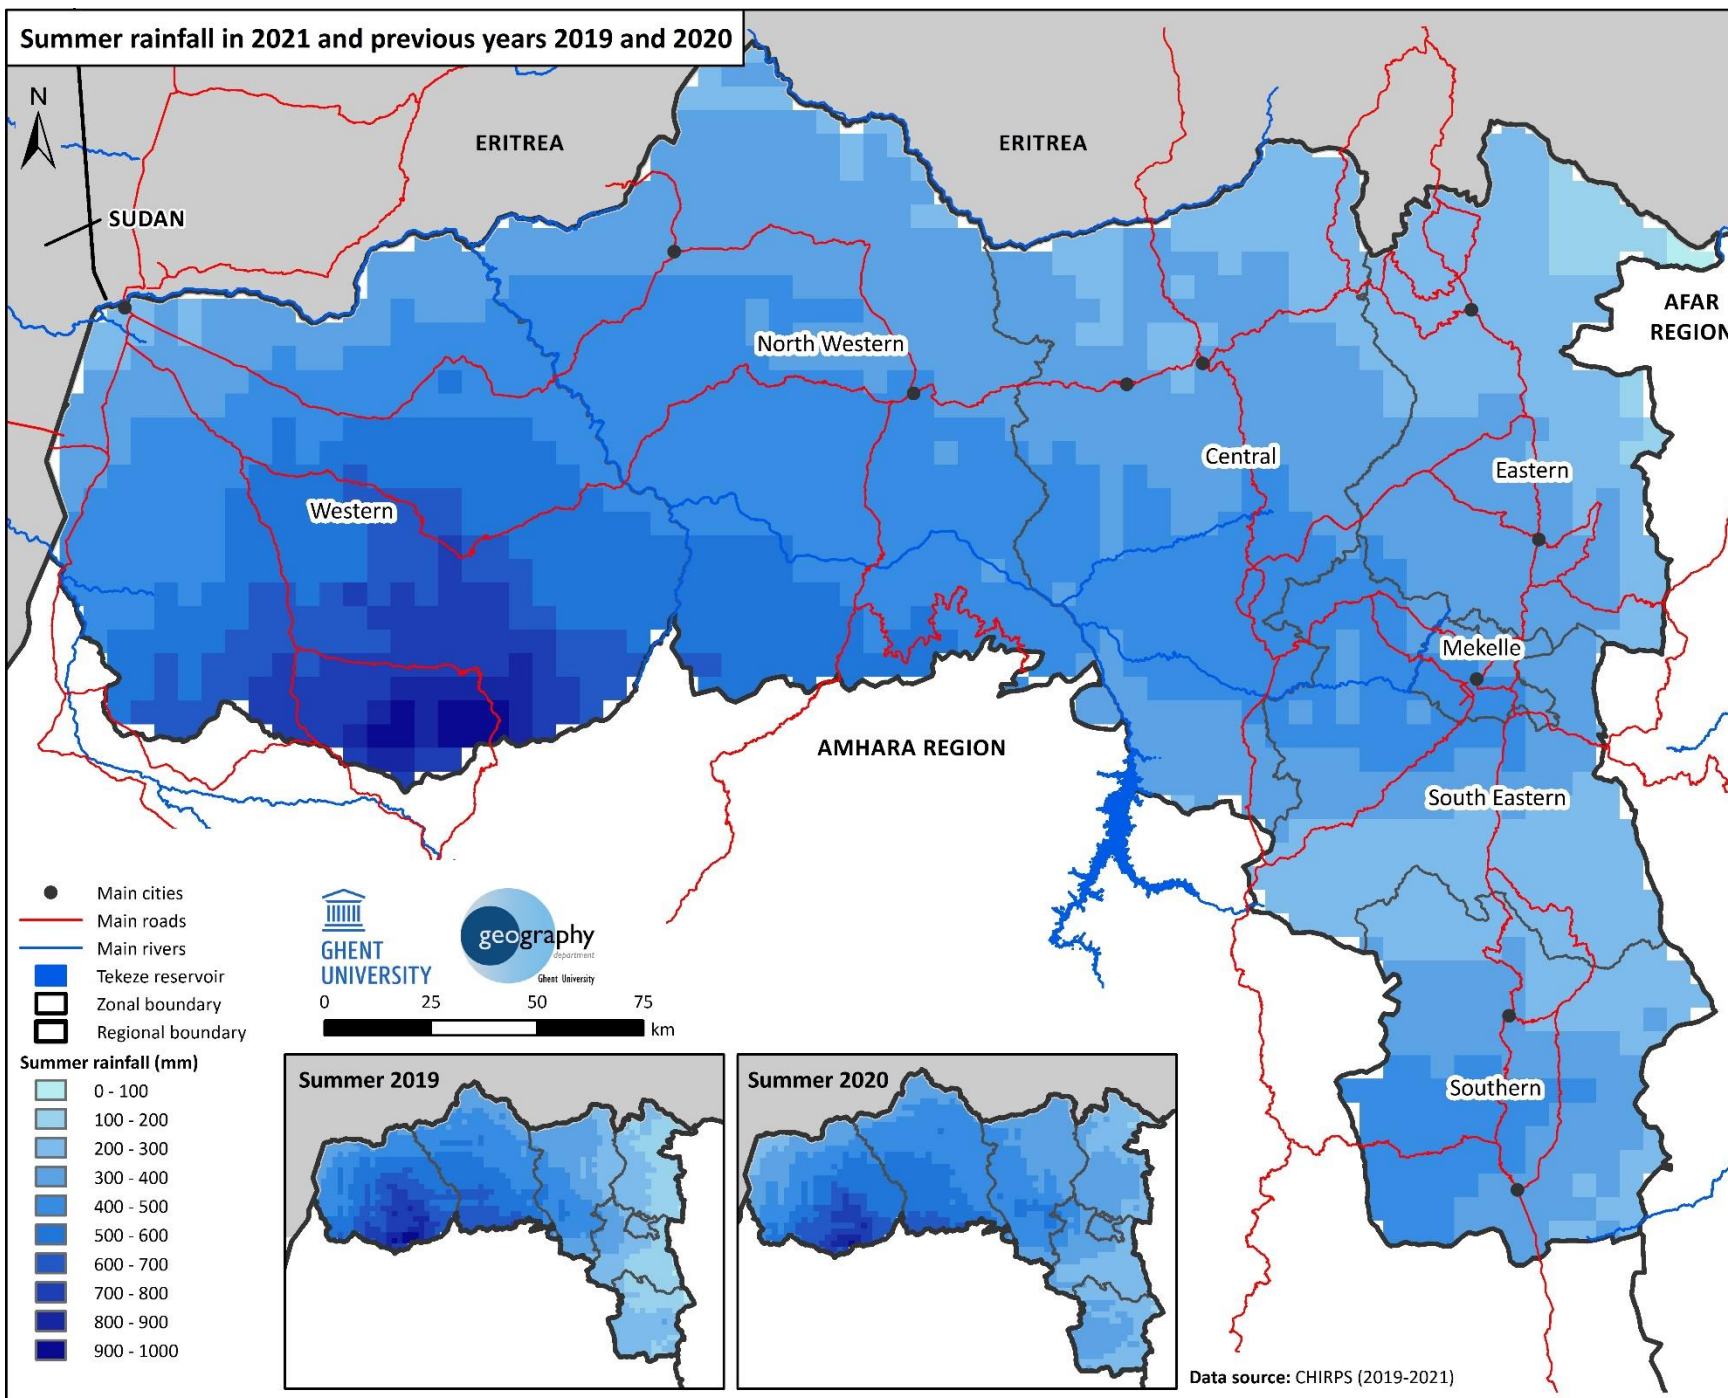 Summer rainfall in 2021 and previous years 2019 and 2020
N
ERITREA
ERITREA
SUDAN
AFAR
REGION
North Western
Central
Eastern
Western
Mekelle
AMHARA REGION
South Eastern
Southern
Main cities
Main roads
Main rivers
Tekeze reservoir
Zonal boundary
Regional boundary
GHENT
UNIVERSITY
geography
department
Ghent University
0 25 50 75
km
Summer rainfall (mm)
0 - 100
100 - 200
200 - 300
300 - 400
400 - 500
500 - 600
600 - 700
700 - 800
800 - 900
900 - 1000
Summer 2019
Summer 2020
Data source: CHIRPS (2019-2021)